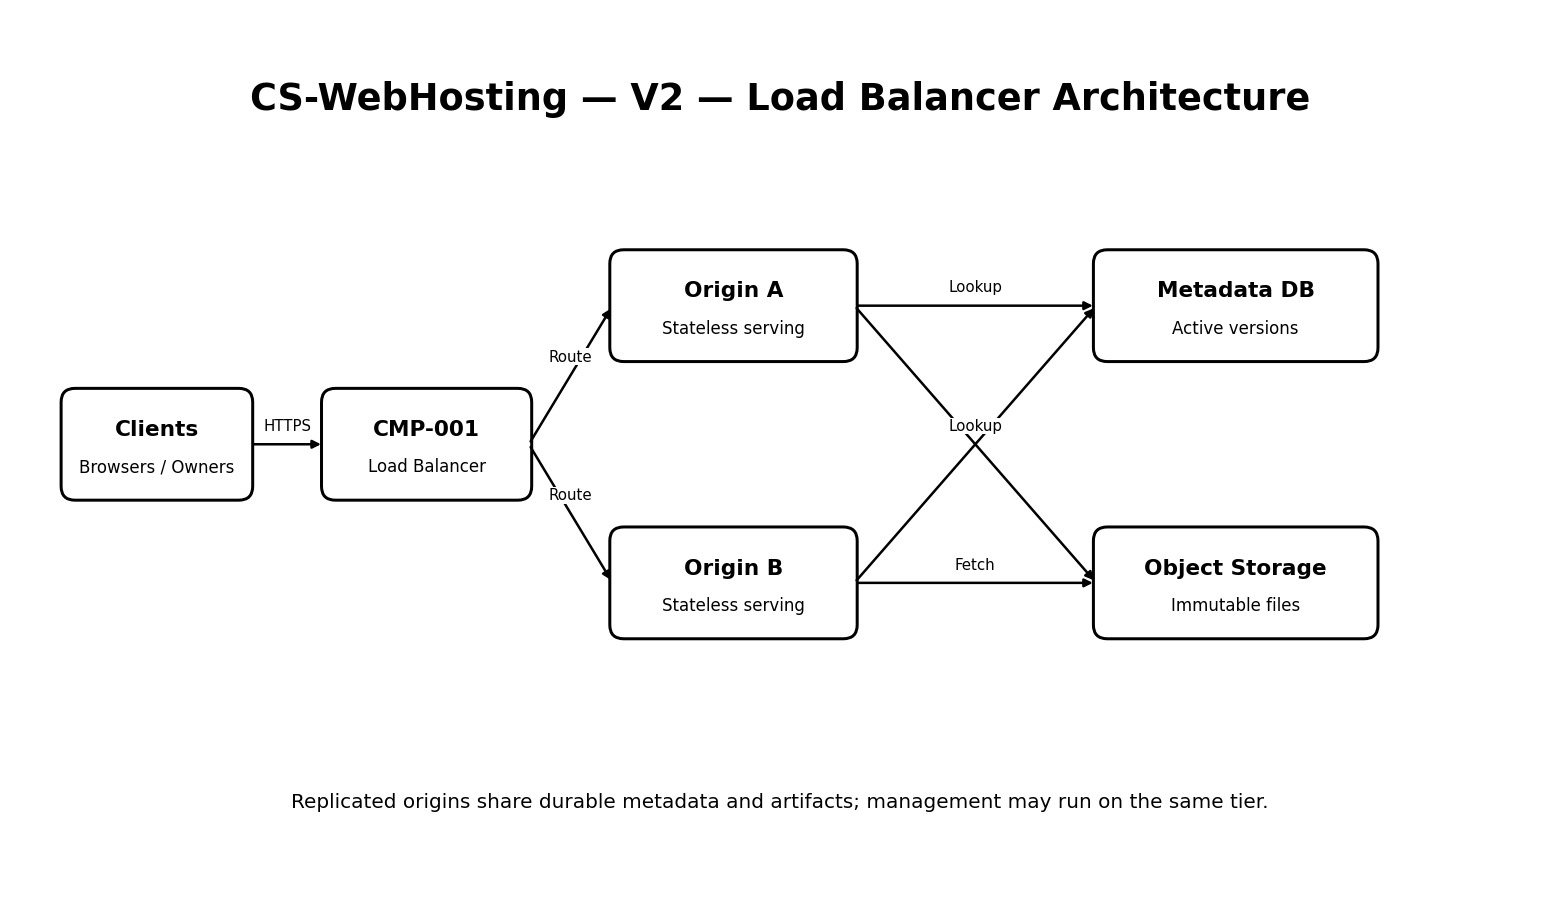 CS-WebHosting — V2 — Load Balancer Architecture
Origin A
Stateless serving
Lookup
Metadata DB
Active versions
Route
Clients
Browsers / Owners
HTTPS
CMP-001
Load Balancer
Lookup
Route
Origin B
Stateless serving
Fetch
Object Storage
Immutable files
Replicated origins share durable metadata and artifacts; management may run on the same tier.